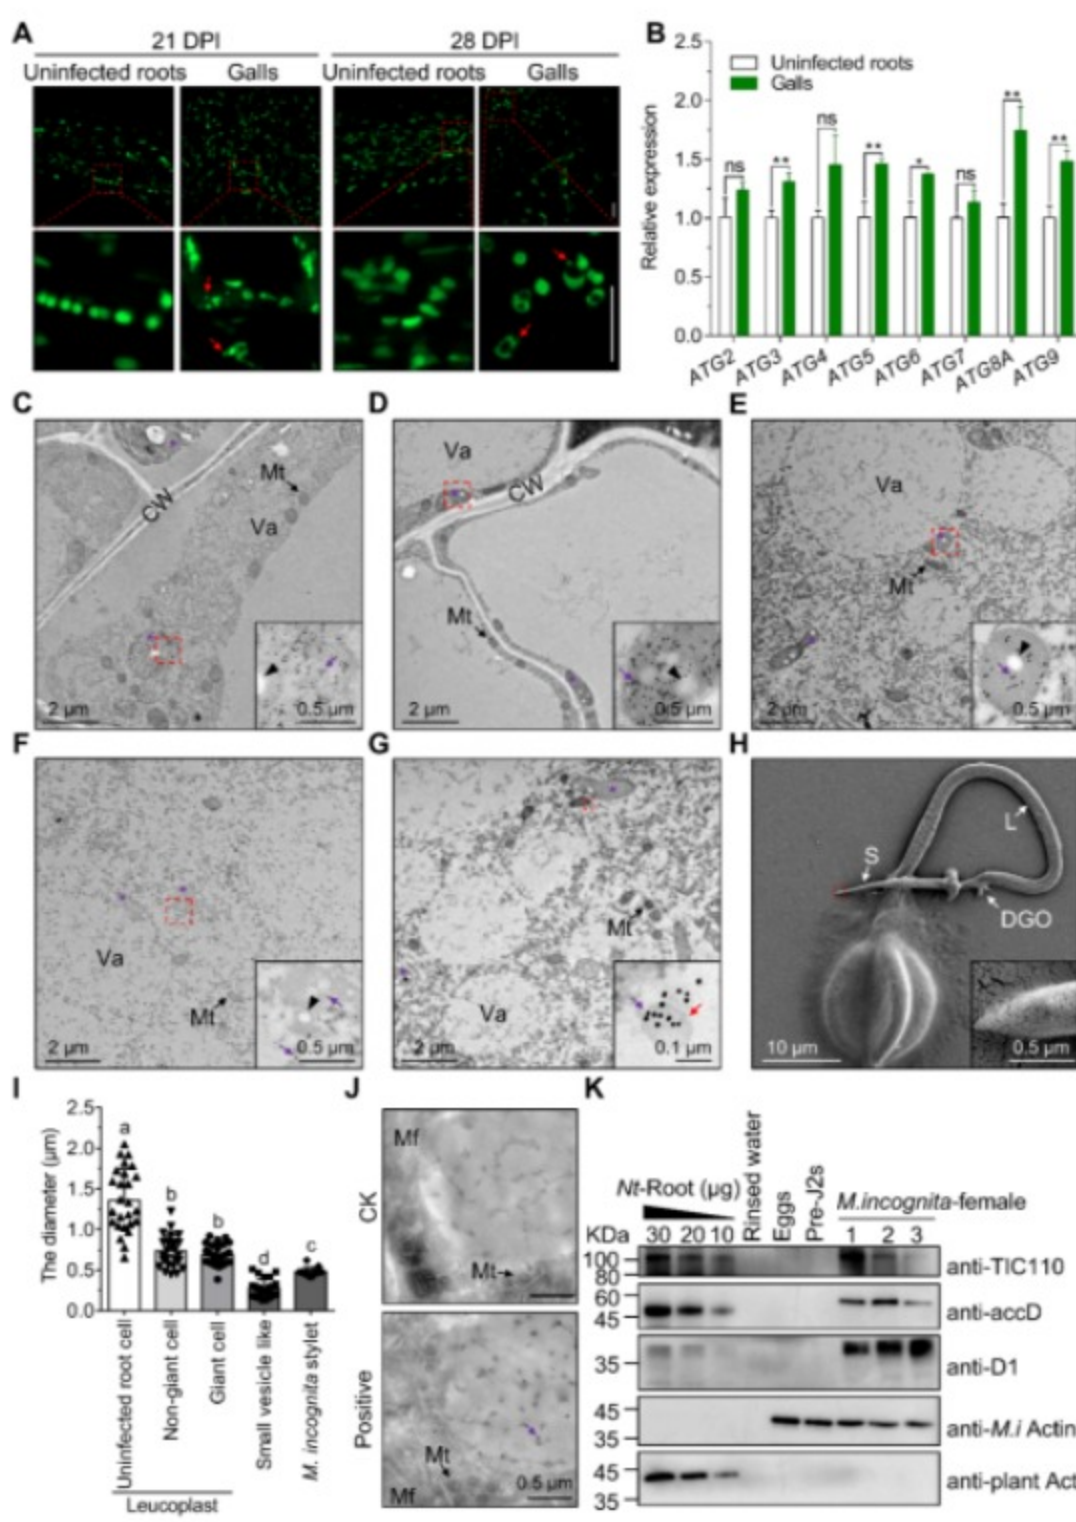 A
21 DPI
28 DPI
Uninfected roots
Galls
Uninfected roots
Galls
B
Relative expression
2.5
2.0
1.5
1.0
0.5
0.0
Uninfected roots
Galls
ns
**
ns
**
*
ns
**
**
ATG2
ATG3
ATG4
ATG5
ATG6
ATG7
ATG8A
ATG9
C
Mt
CW
Va
2 μm
0.5 μm
D
Va
CW
Mt
2 μm
0.5 μm
E
Va
Mt
2 μm
0.5 μm
F
Va
Mt
2 μm
0.5 μm
G
Mt
Va
2 μm
0.1 μm
H
L
S
DGO
10 μm
0.5 μm
I
The diameter (μm)
2.5
2.0
1.5
1.0
0.5
0.0
a
b
b
d
c
Uninfected root cell
Non-giant cell
Giant cell
Small vesicle like
M. incognita stylet
Leucoplast
J
CK
Mf
Mt
Positive
Mt
Mf
0.5 μm
K
Nt-Root (μg)
Rinsed water
Eggs
Pre-J2s
M.incognita-female
KDa
30 20 10
1 2 3
100
80
anti-TIC110
60
45
anti-accD
35
anti-D1
45
35
anti-M.i Actin
45
35
anti-plant Act